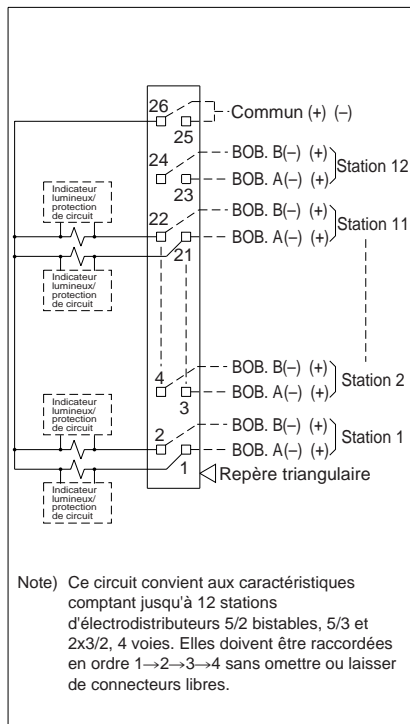 26
Commun (+) (–)
25
BOB. B(–) (+)
24
Station 12
BOB. A(–) (+)
23
Indicateur
lumineux/
protection
de circuit
BOB. B(–) (+)
22
Station 11
BOB. A(–) (+)
21
Indicateur
lumineux/
protection
de circuit
BOB. B(–) (+)
4
Station 2
BOB. A(–) (+)
3
Indicateur
lumineux/
protection
de circuit
BOB. B(–) (+)
2
Station 1
BOB. A(–) (+)
1
Repère triangulaire
Indicateur
lumineux/
protection
de circuit
Note) Ce circuit convient aux caractéristiques
comptant jusqu'à 12 stations
d'électrodistributeurs 5/2 bistables, 5/3 et
2x3/2, 4 voies. Elles doivent être raccordées
en ordre 1→2→3→4 sans omettre ou laisser
de connecteurs libres.